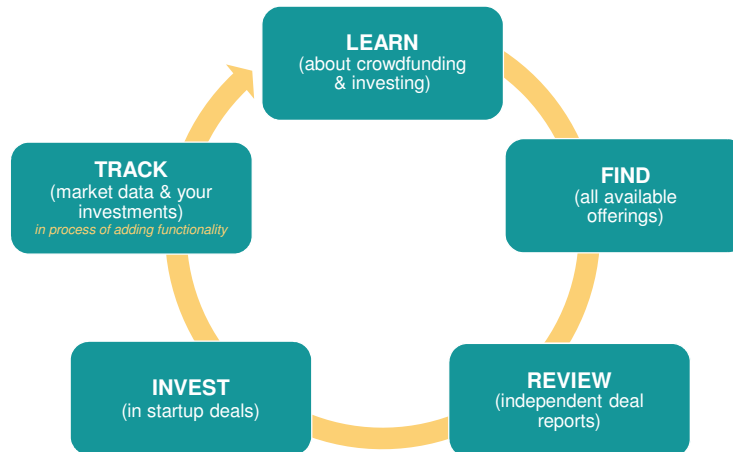 LEARN
(about crowdfunding
& investing)
FIND
(all available
offerings)
REVIEW
(independent deal
reports)
INVEST
(in startup deals)
TRACK
(market data & your
investments)
in process of adding functionality